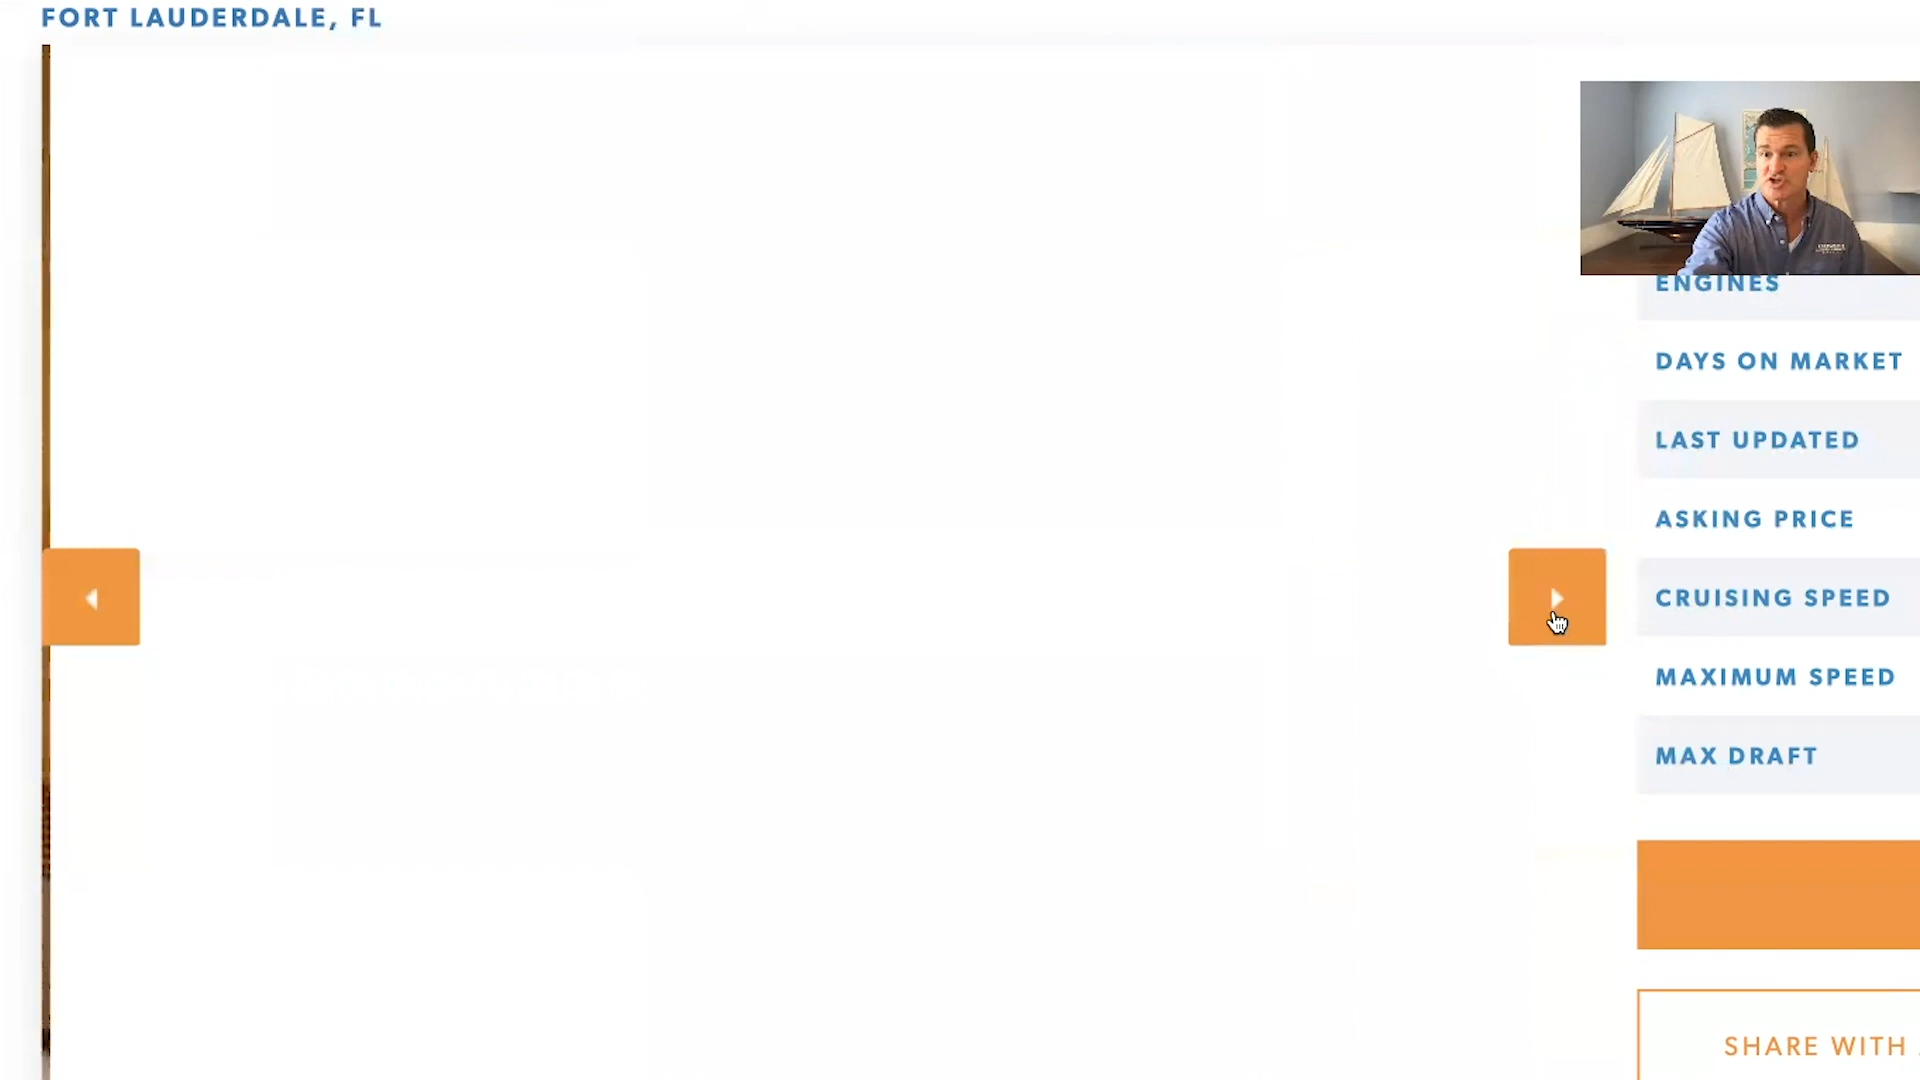 FORT LAUDERDALE, FL
ENGINES
DAYS ON MARKET
LAST UPDATED
ASKING PRICE
CRUISING SPEED
MAXIMUM SPEED
MAX DRAFT
SHARE WITH